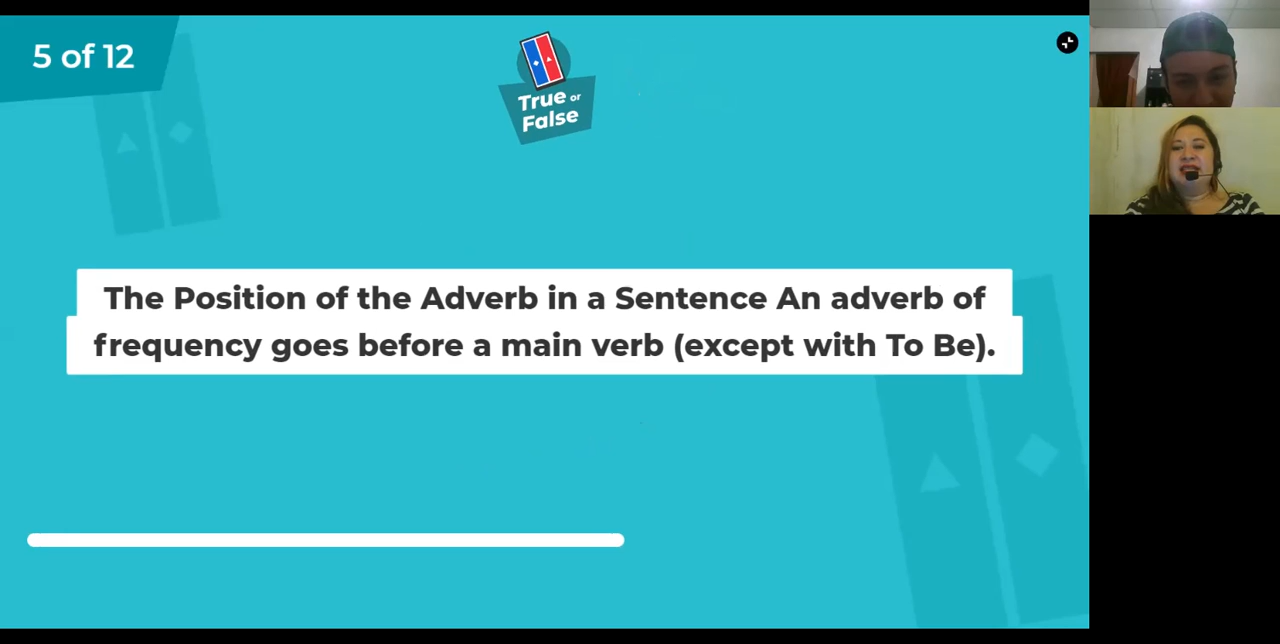 5 of 12
True or
False
The Position of the Adverb in a Sentence An adverb of
frequency goes before a main verb (except with To Be).